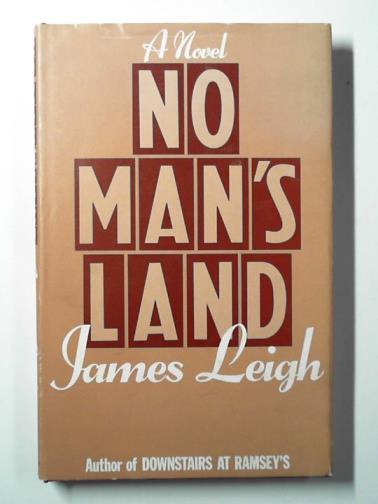 A Novel
NO
MAN'S
LAND
James Leigh
Author of DOWNSTAIRS AT RAMSEY'S